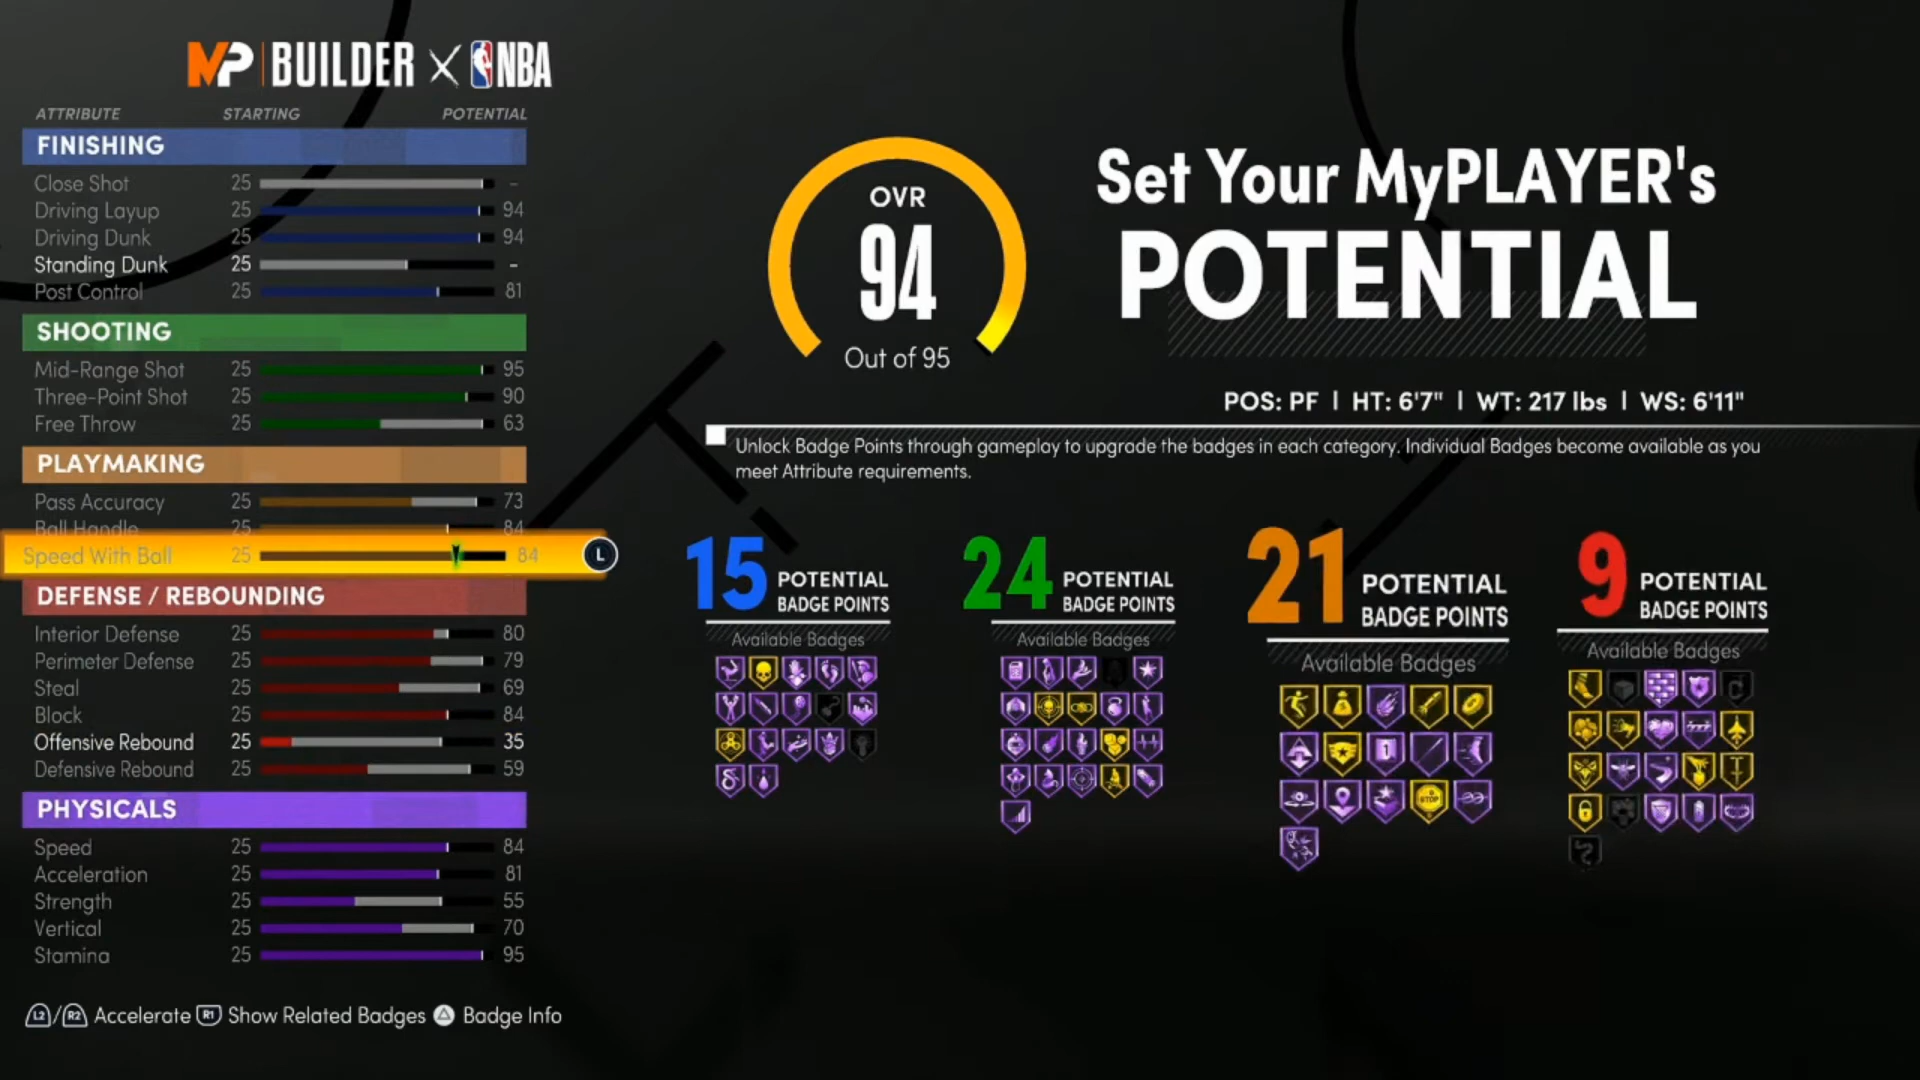 MP | BUILDER X NBA
ATTRIBUTE STARTING POTENTIAL
FINISHING
Close Shot 25 -
Driving Layup 25 94
Driving Dunk 25 94
Standing Dunk 25 -
Post Control 25 81
SHOOTING
Mid-Range Shot 25 95
Three-Point Shot 25 90
Free Throw 25 63
PLAYMAKING
Pass Accuracy 25 73
Ball Handle 25 84
Speed With Ball 25 84
L
DEFENSE / REBOUNDING
Interior Defense 25 80
Perimeter Defense 25 79
Steal 25 69
Block 25 84
Offensive Rebound 25 35
Defensive Rebound 25 59
PHYSICALS
Speed 25 84
Acceleration 25 81
Strength 25 55
Vertical 25 70
Stamina 25 95
L2/R2 Accelerate R1 Show Related Badges Badge Info
OVR
94
Out of 95
Set Your MyPLAYER's
POTENTIAL
POS: PF | HT: 6'7" | WT: 217 lbs | WS: 6'11"
Unlock Badge Points through gameplay to upgrade the badges in each category. Individual Badges become available as you
meet Attribute requirements.
15 POTENTIAL
BADGE POINTS
Available Badges
24 POTENTIAL
BADGE POINTS
Available Badges
21 POTENTIAL
BADGE POINTS
Available Badges
1
STOP
9 POTENTIAL
BADGE POINTS
Available Badges